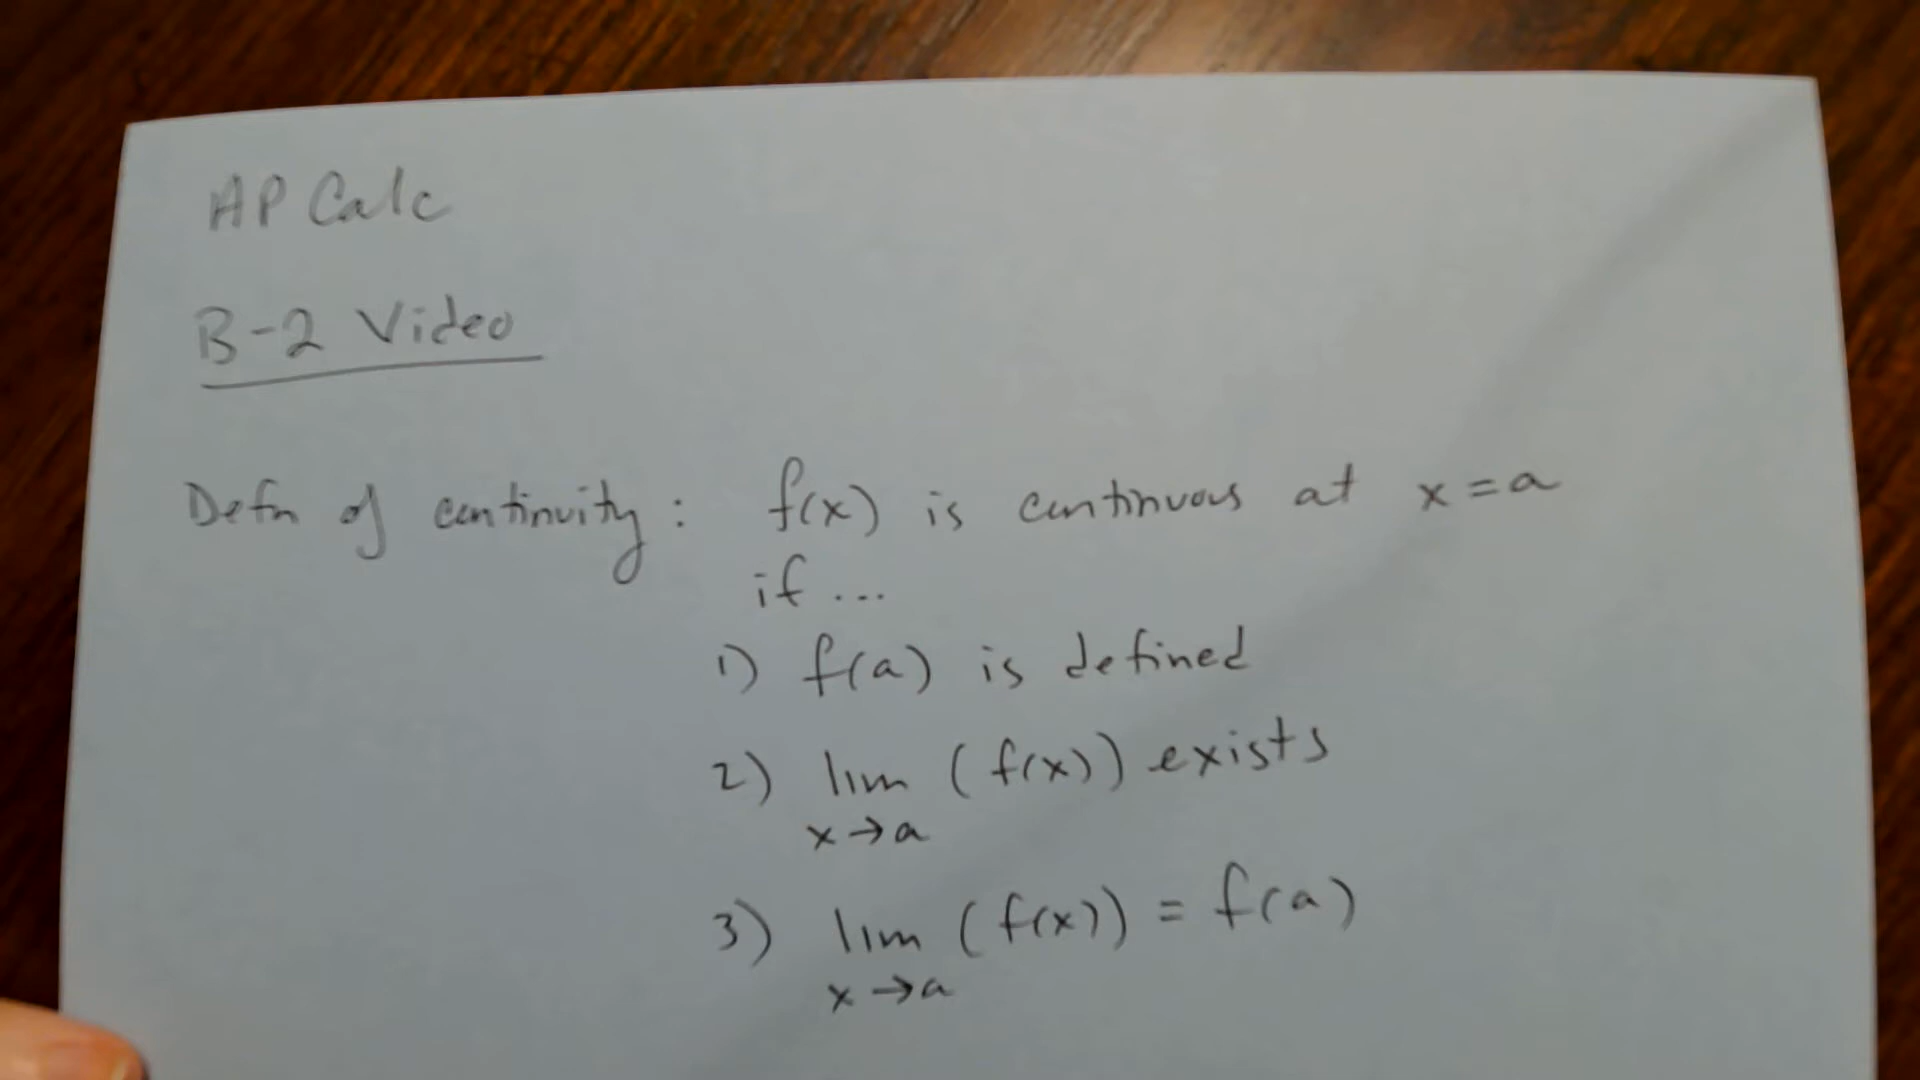 AP Calc
B-2 Video
Defn of continuity: f(x) is continuous at x=a
if ...
1) f(a) is defined
2) lim (f(x)) exists
x→a
3) lim (f(x)) = f(a)
x→a